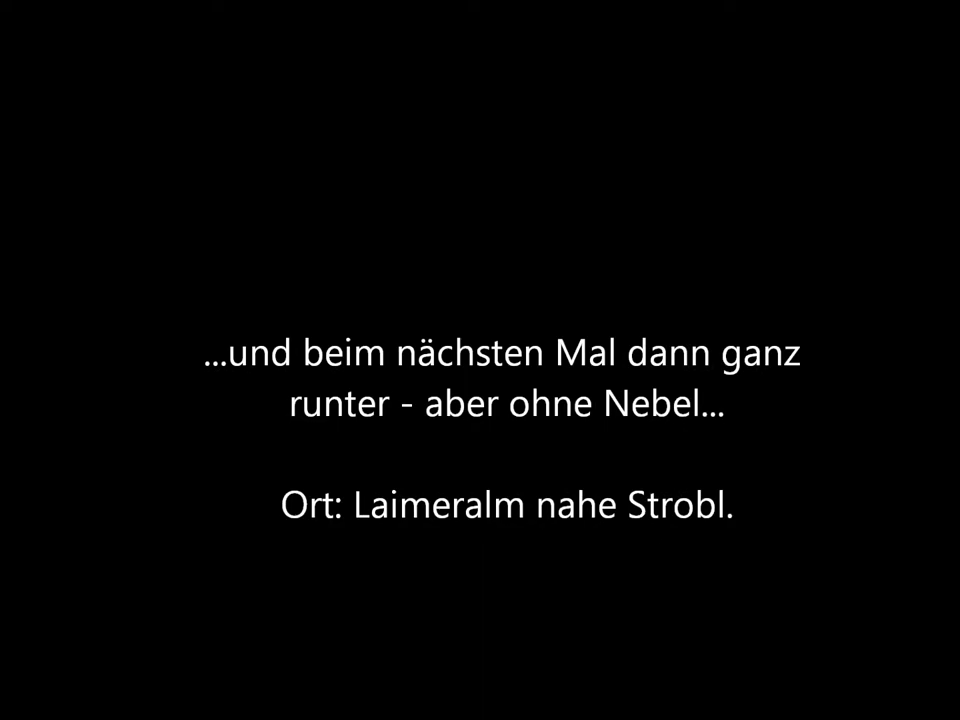 ...und beim nächsten Mal dann ganz
runter - aber ohne Nebel...
Ort: Laimeralm nahe Strobl.